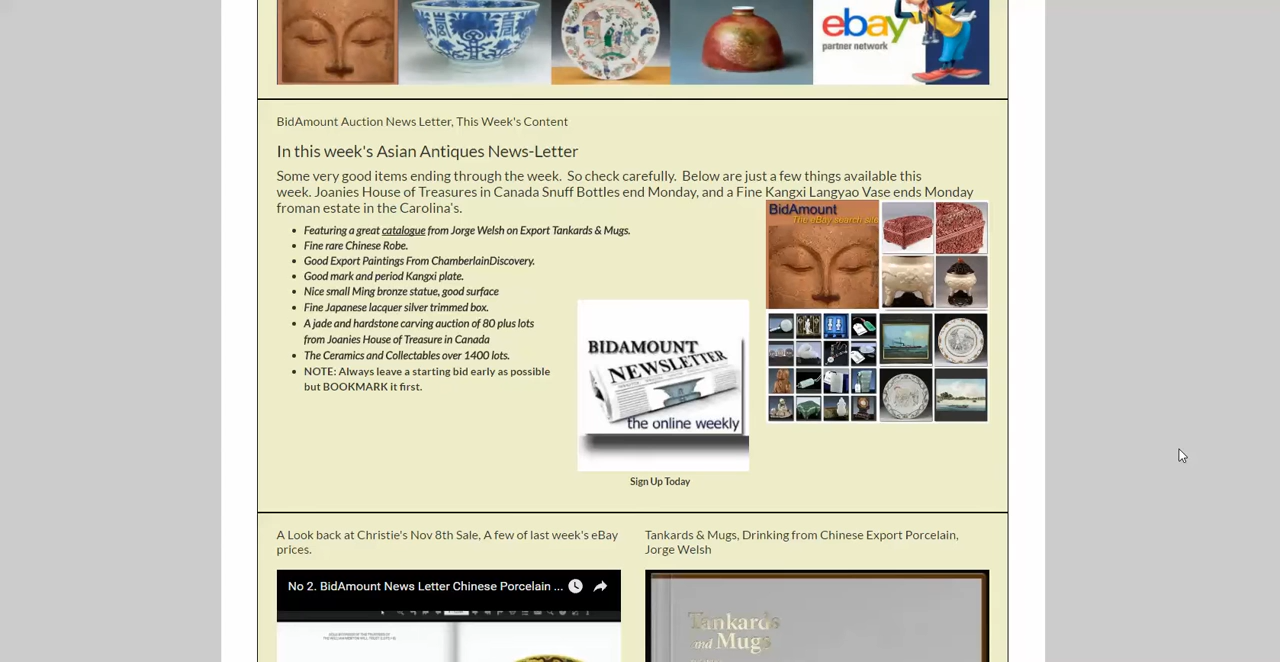 ebay
partner network
BidAmount Auction News Letter, This Week's Content
In this week's Asian Antiques News-Letter
Some very good items ending through the week.  So check carefully.  Below are just a few things available this
week. Joanies House of Treasures in Canada Snuff Bottles end Monday, and a Fine Kangxi Langyao Vase ends Monday
froman estate in the Carolina's.
Featuring a great catalogue from Jorge Welsh on Export Tankards & Mugs.
Fine rare Chinese Robe.
Good Export Paintings From ChamberlainDiscovery.
Good mark and period Kangxi plate.
Nice small Ming bronze statue, good surface
Fine Japanese lacquer silver trimmed box.
A jade and hardstone carving auction of 80 plus lots
from Joanies House of Treasure in Canada
The Ceramics and Collectables over 1400 lots.
NOTE: Always leave a starting bid early as possible
but BOOKMARK it first.
BIDAMOUNT
NEWSLETTER
the online weekly
Sign Up Today
BidAmount
The eBay search site
A Look back at Christie's Nov 8th Sale, A few of last week's eBay
prices.
No 2. BidAmount News Letter Chinese Porcelain ...
Tankards & Mugs, Drinking from Chinese Export Porcelain,
Jorge Welsh
Tankards
and Mugs